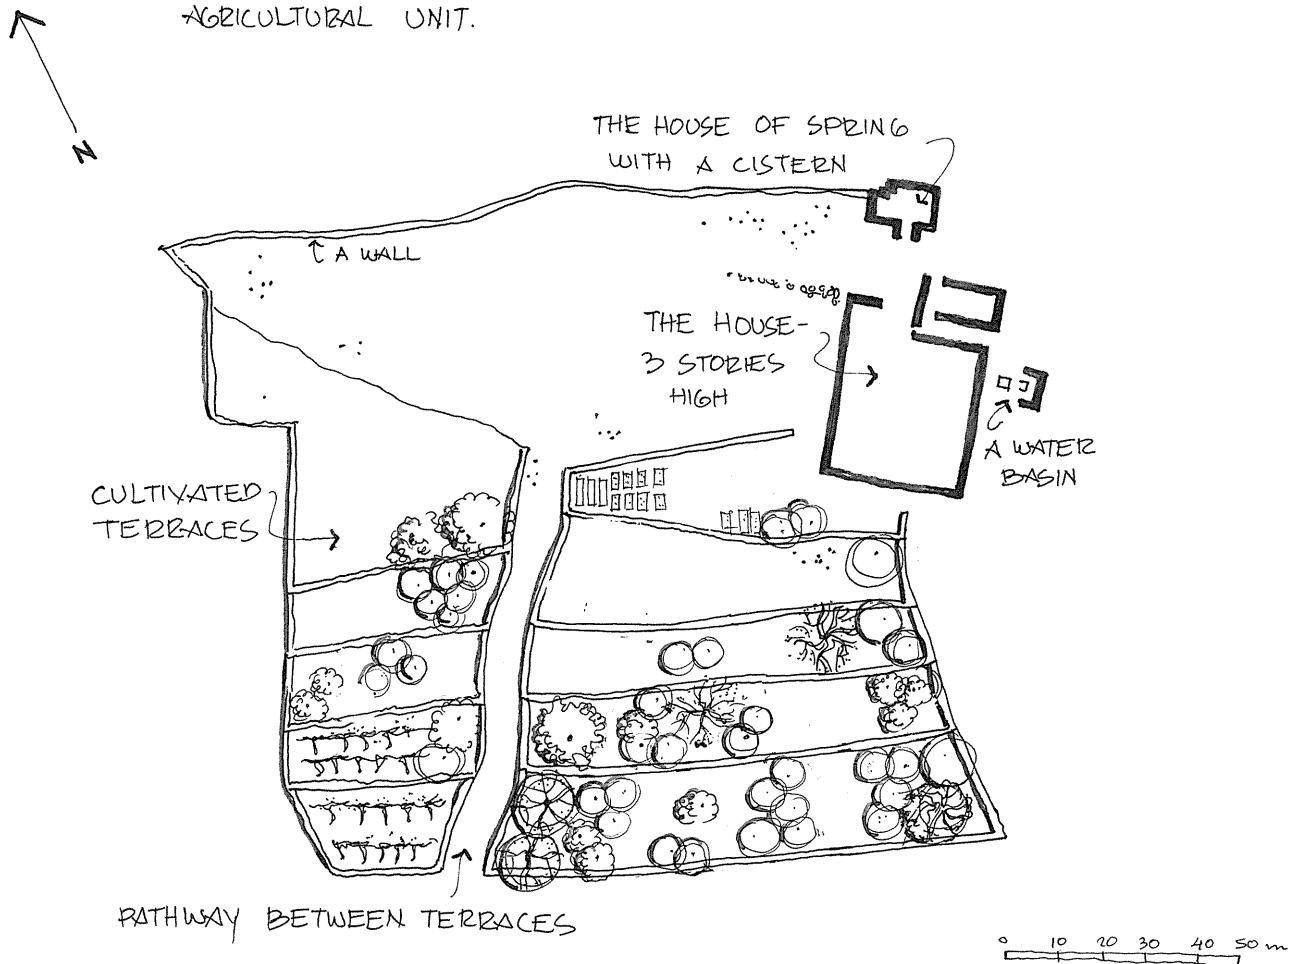 AGRICULTURAL UNIT.
N
THE HOUSE OF SPRING
WITH A CISTERN
A WALL
THE HOUSE-
3 STORIES
HIGH
A WATER
BASIN
CULTIVATED
TERRACES
PATHWAY BETWEEN TERRACES
0 10 20 30 40 50 m